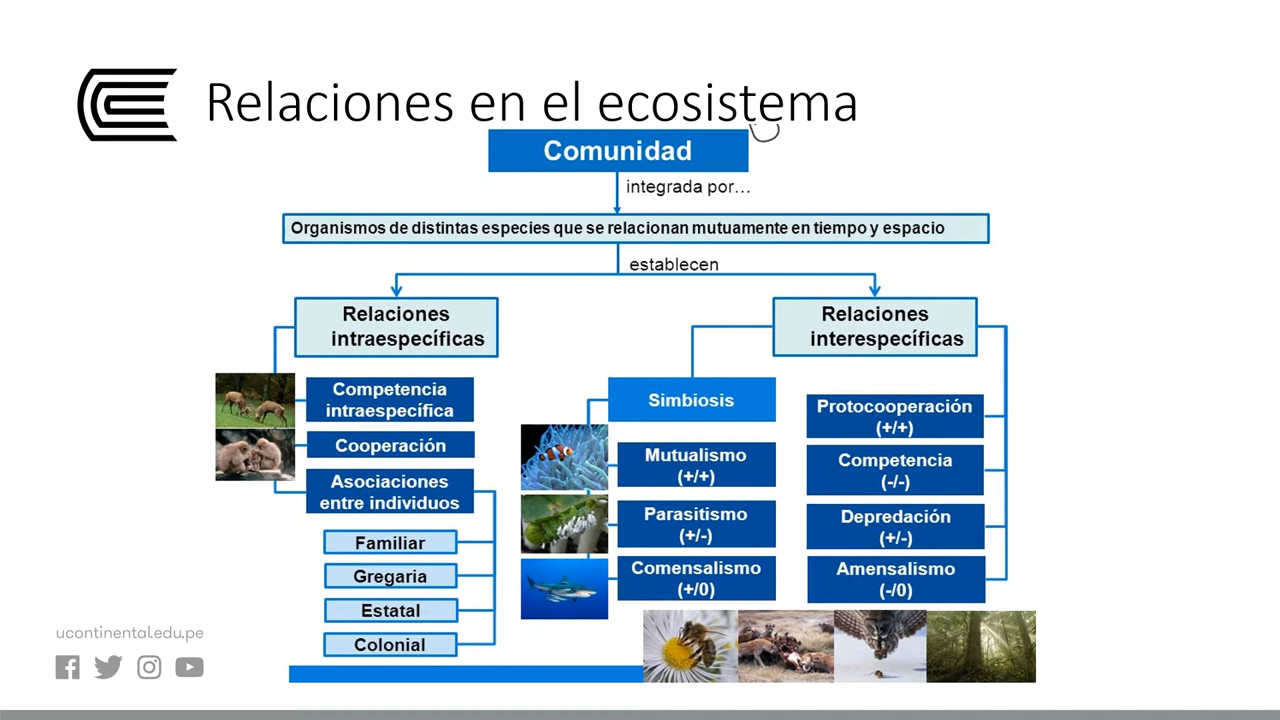 Relaciones en el ecosistema
Comunidad
integrada por...
Organismos de distintas especies que se relacionan mutuamente en tiempo y espacio
establecen
Relaciones
intraespecíficas
Competencia
intraespecífica
Cooperación
Asociaciones
entre individuos
Familiar
Gregaria
Estatal
Colonial
Relaciones
interespecíficas
Simbiosis
Mutualismo
(+/+)
Parasitismo
(+/-)
Comensalismo
(+/0)
Protocooperación
(+/+)
Competencia
(-/-)
Depredación
(+/-)
Amensalismo
(-/0)
ucontinental.edu.pe